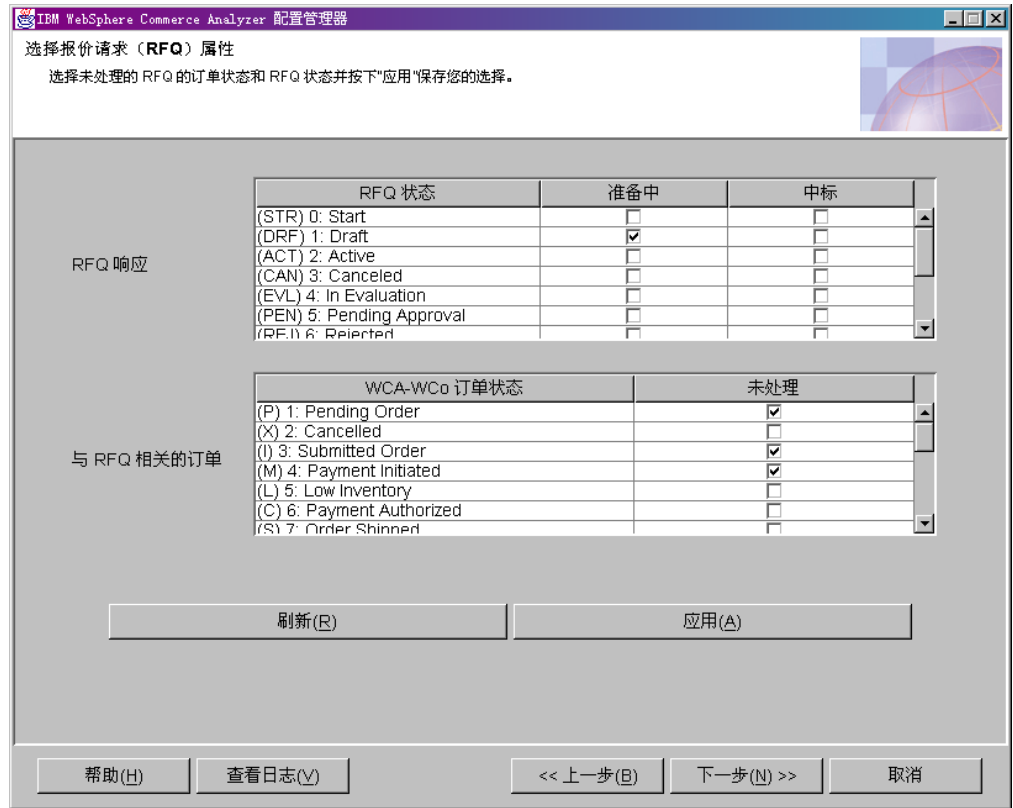 IBM WebSphere Commerce Analyzer 配置管理器
选择报价请求（RFQ）属性
选择未处理的 RFQ 的订单状态和 RFQ 状态并按下"应用"保存您的选择。
RFQ 响应
RFQ 状态 准备中 中标
(STR) 0: Start
(DRF) 1: Draft
(ACT) 2: Active
(CAN) 3: Canceled
(EVL) 4: In Evaluation
(PEN) 5: Pending Approval
(REJ) 6: Rejected
与 RFQ 相关的订单
WCA-WCo 订单状态 未处理
(P) 1: Pending Order
(X) 2: Cancelled
(I) 3: Submitted Order
(M) 4: Payment Initiated
(L) 5: Low Inventory
(C) 6: Payment Authorized
(S) 7: Order Shipped
刷新(R) 应用(A)
帮助(H) 查看日志(V) << 上一步(B) 下一步(N) >> 取消